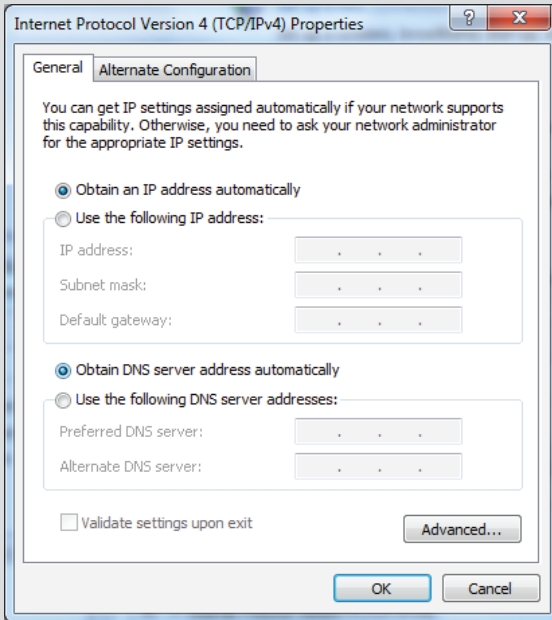 Internet Protocol Version 4 (TCP/IPv4) Properties
?
General
Alternate Configuration
You can get IP settings assigned automatically if your network supports
this capability. Otherwise, you need to ask your network administrator
for the appropriate IP settings.
Obtain an IP address automatically
Use the following IP address:
IP address:
Subnet mask:
Default gateway:
Obtain DNS server address automatically
Use the following DNS server addresses:
Preferred DNS server:
Alternate DNS server:
Validate settings upon exit
Advanced...
OK
Cancel